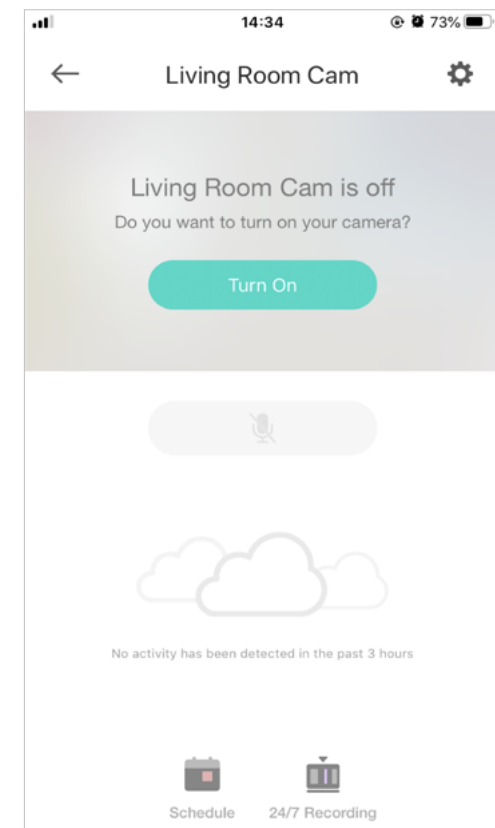 14:34
73%
Living Room Cam
Living Room Cam is off
Do you want to turn on your camera?
Turn On
No activity has been detected in the past 3 hours
Schedule
24/7 Recording